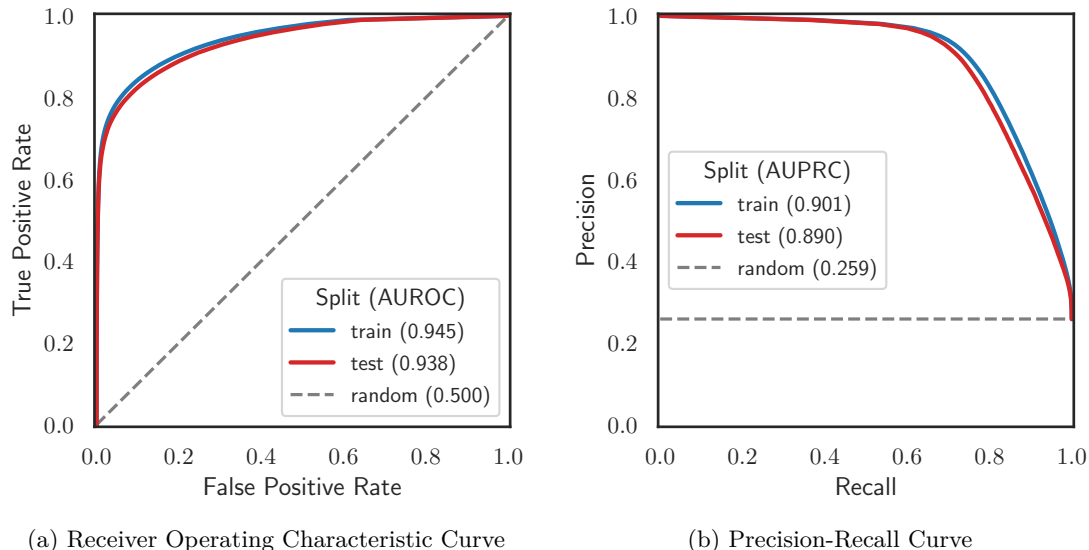 1.0
0.8
0.6
0.4
0.2
0.0
True Positive Rate
Split (AUROC)
train (0.945)
test (0.938)
random (0.500)
0.0 0.2 0.4 0.6 0.8 1.0
False Positive Rate
(a) Receiver Operating Characteristic Curve
1.0
0.8
0.6
0.4
0.2
0.0
Precision
Split (AUPRC)
train (0.901)
test (0.890)
random (0.259)
0.0 0.2 0.4 0.6 0.8 1.0
Recall
(b) Precision-Recall Curve